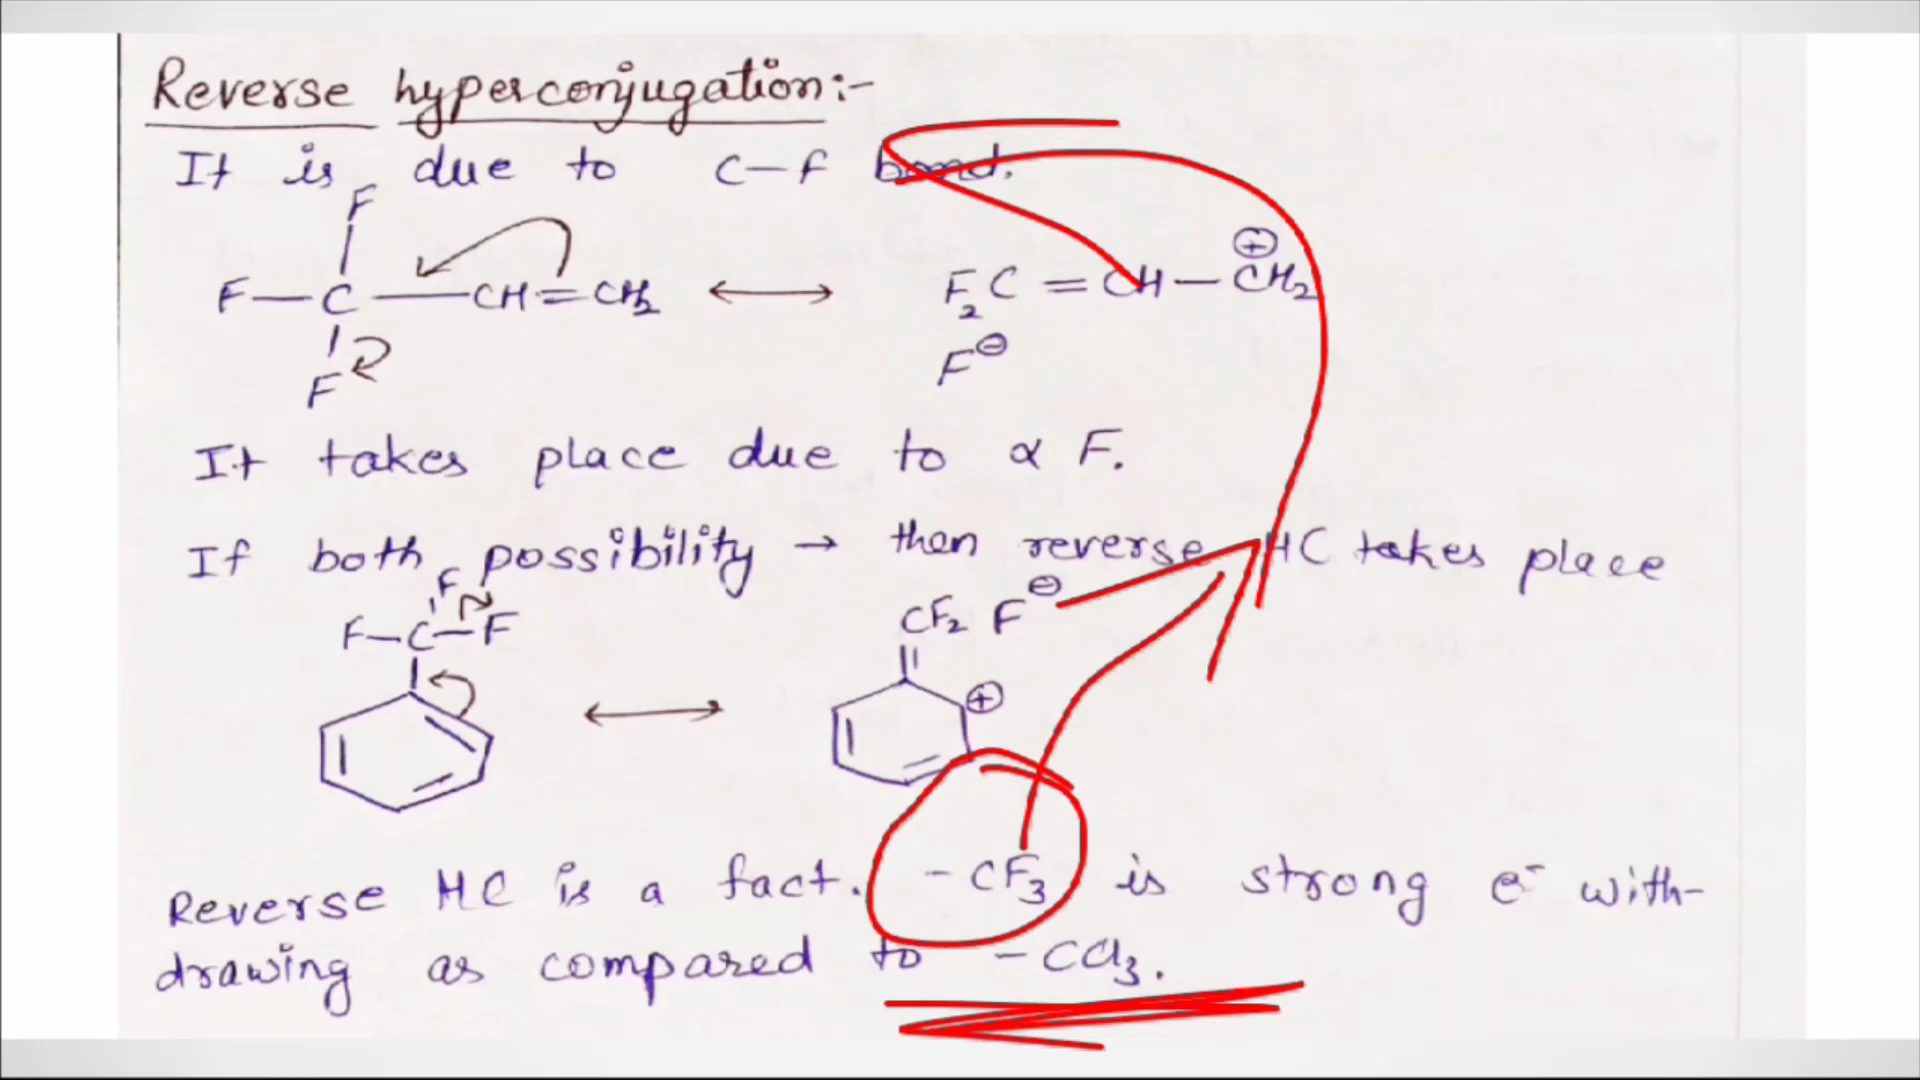 Reverse hyperconjugation:-
It is due to C-F bond.
F
F-C-CH=CH2 ⟷ F2C=CH-CH2 ⊕
F F⊖
It takes place due to α F.
If both possibility → then reverse HC takes place
F
F-C-F ⟷ CF2 F⊖
⊕
Reverse HC is a fact. -CF3 is strong e- with-
drawing as compared to -CCl3.